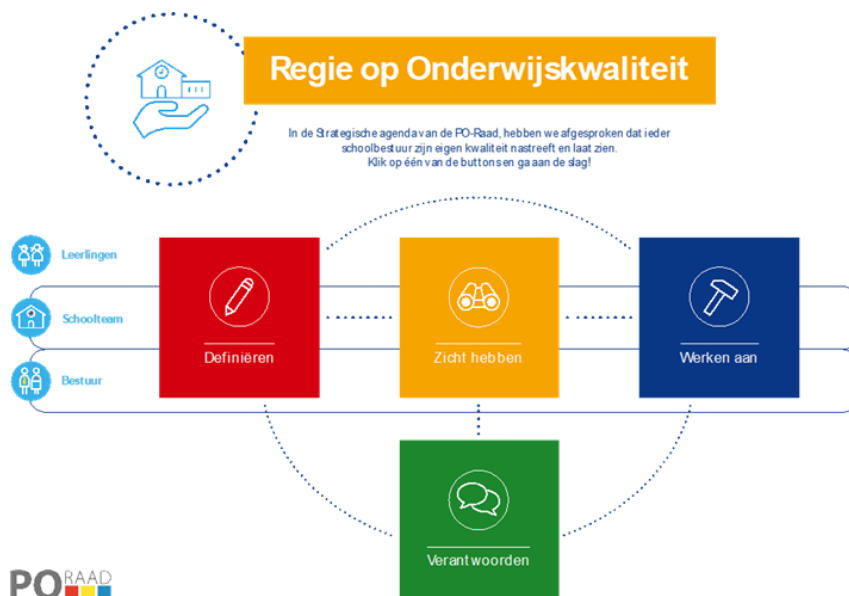 Regie op Onderwijskwaliteit
In de Strategische agenda van de PO-Raad, hebben we afgesproken dat ieder
schoolbestuur zijn eigen kwaliteit nastreeft en laat zien.
Klik op één van de buttons en ga aan de slag!
Leerlingen
Schoolteam
Bestuur
Definiëren
Zicht hebben
Werken aan
Verantwoorden
PO RAAD